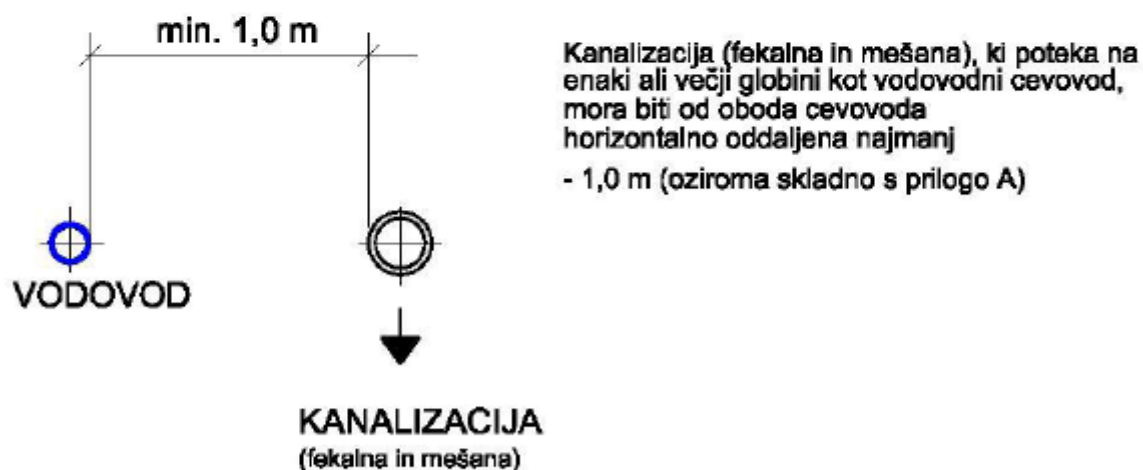 min. 1,0 m
Kanalizacija (fekalna in mešana), ki poteka na
enaki ali večji globini kot vodovodni cevovod,
mora biti od oboda cevovoda
horizontalno oddaljena najmanj
- 1,0 m (oziroma skladno s prilogo A)
VODOVOD
KANALIZACIJA
(fekalna in mešana)